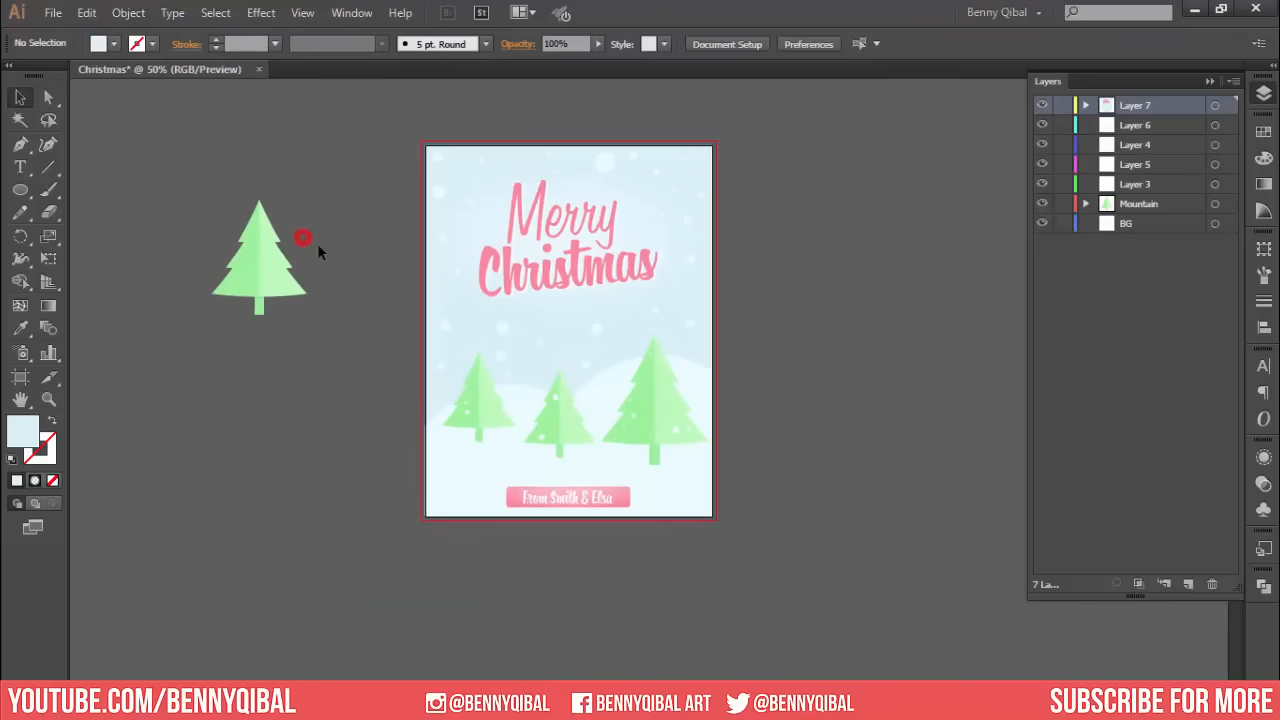 Ai File Edit Object Type Select Effect View Window Help Br St Benny Qibal
No Selection Stroke: 5 pt. Round Opacity: 100% Style: Document Setup Preferences
Christmas* @ 50% (RGB/Preview) ×
Layers
Layer 7
Layer 6
Layer 4
Layer 5
Layer 3
Mountain
BG
Merry
Christmas
From Smith & Elsa
7 La...
YOUTUBE.COM/BENNYQIBAL @BENNYQIBAL BENNYQIBAL ART @BENNYQIBAL SUBSCRIBE FOR MORE